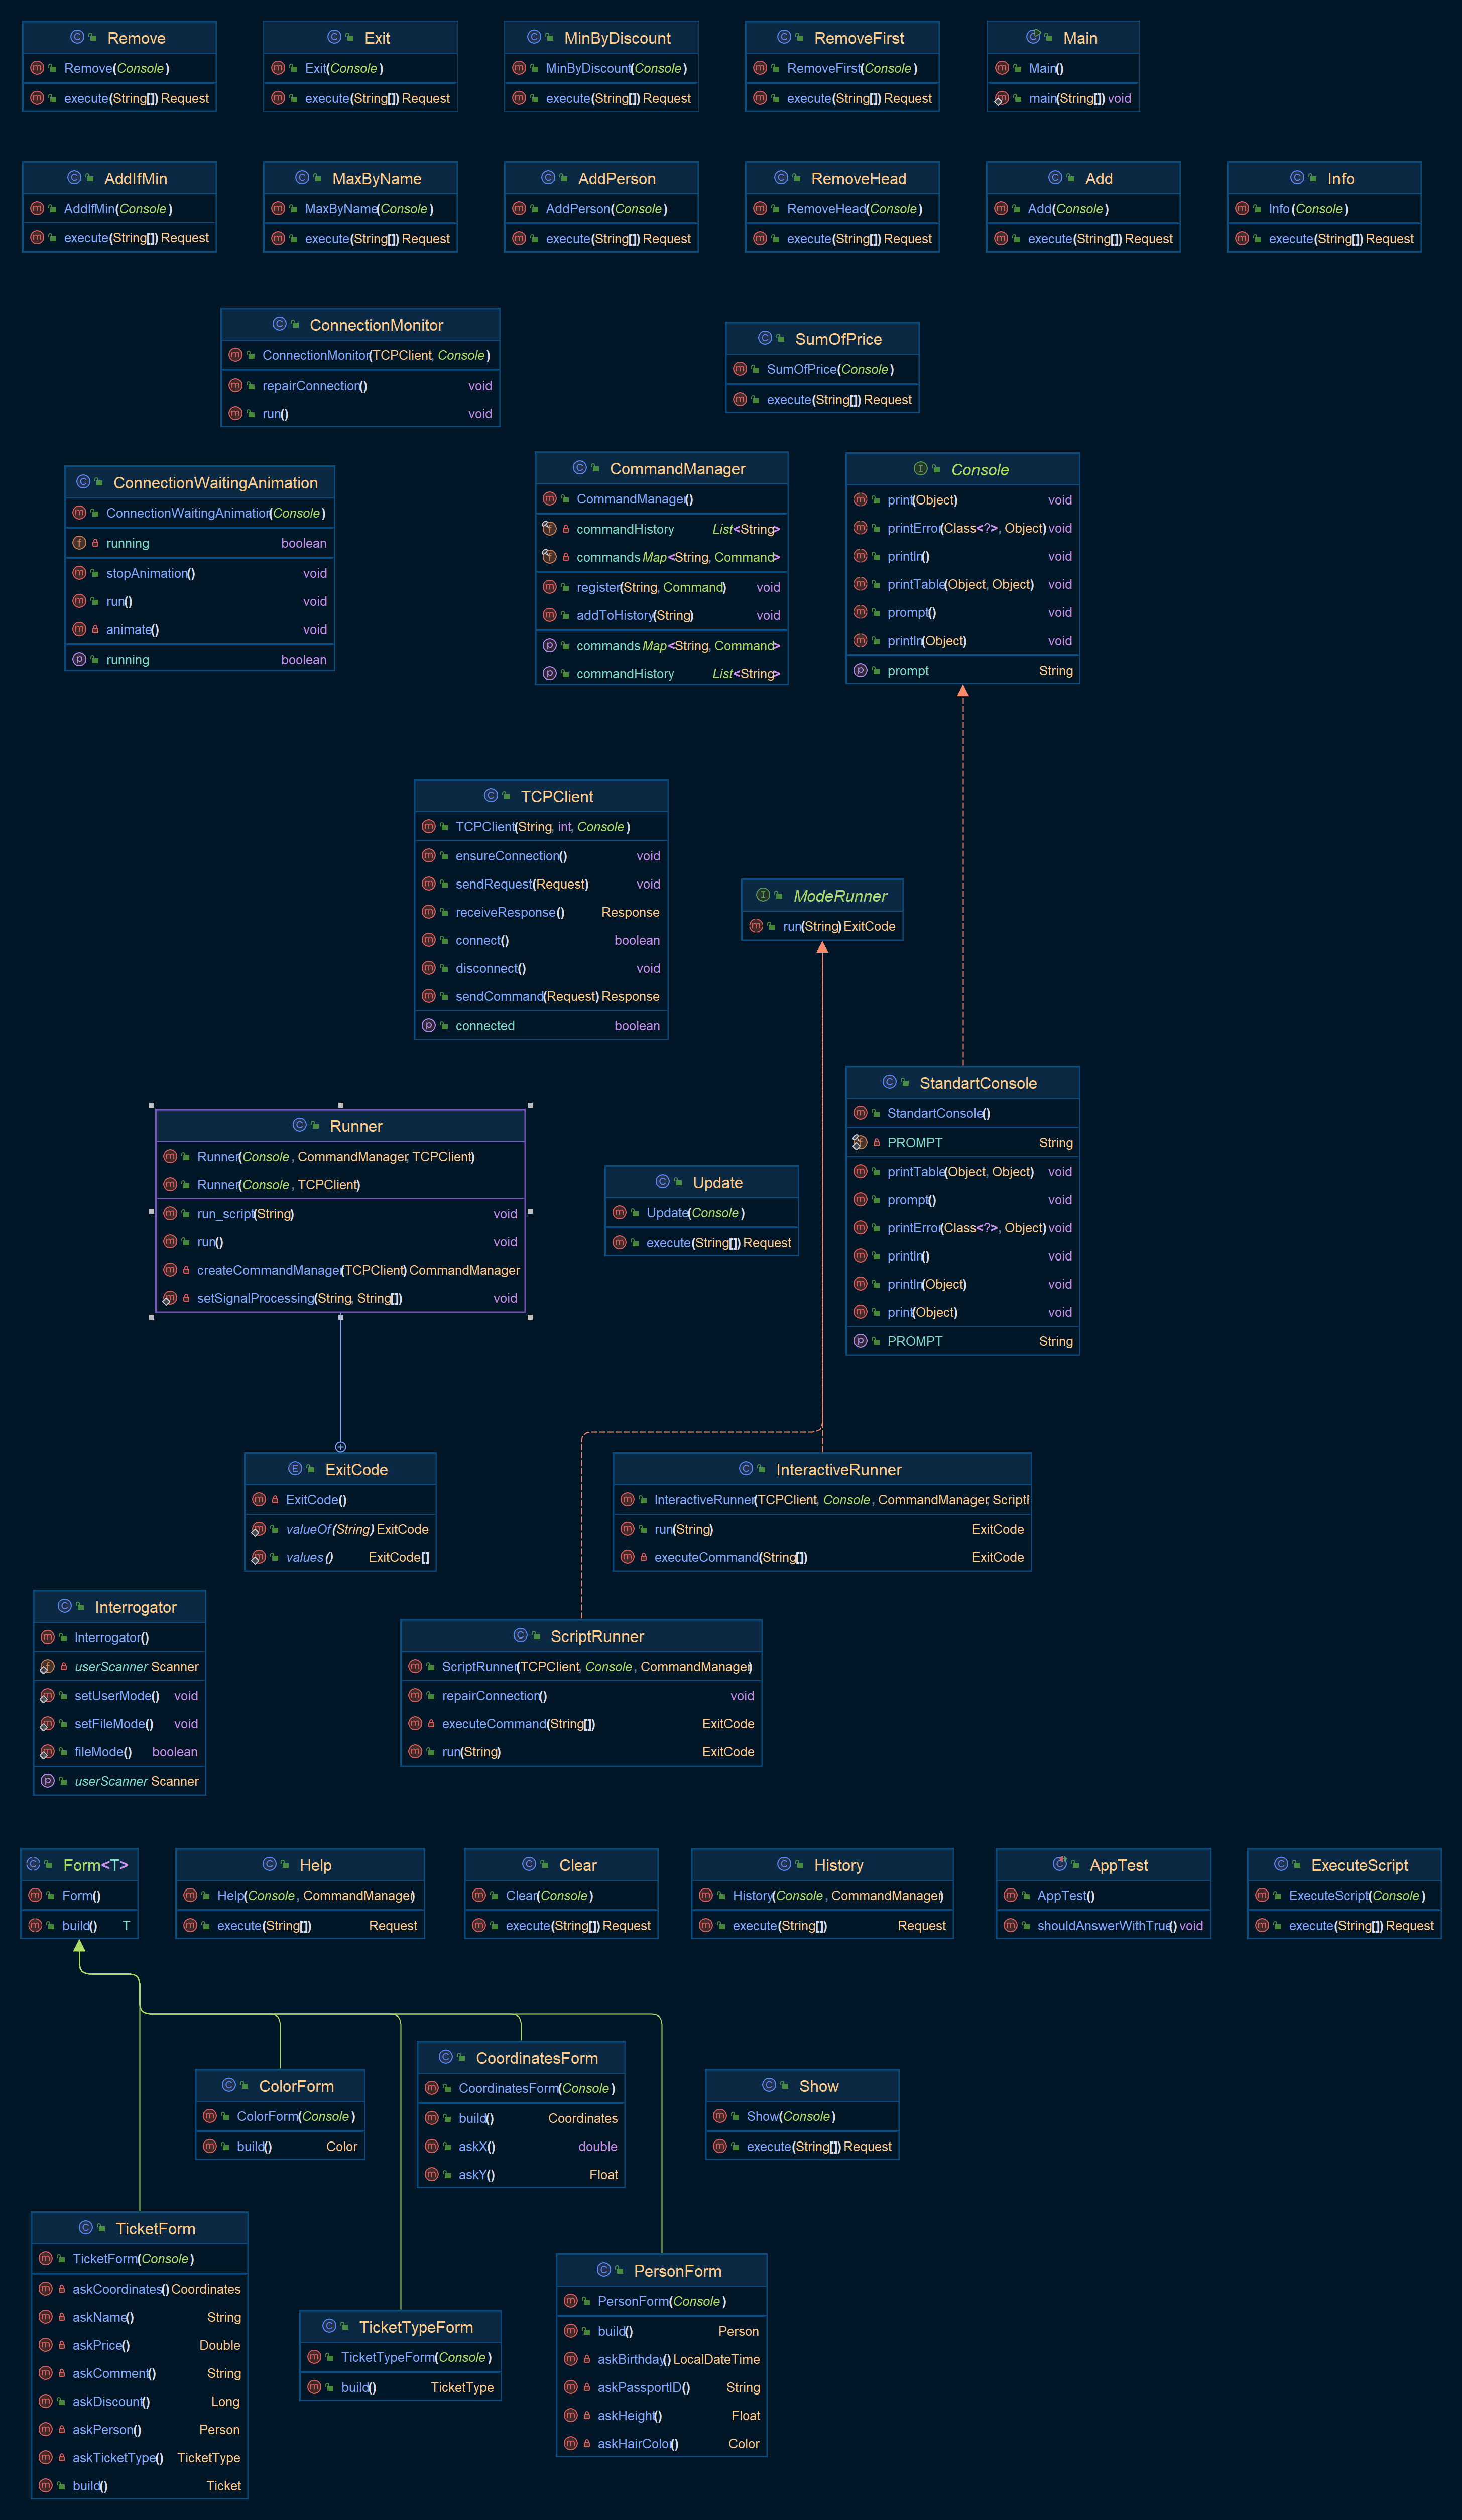 Remove
Remove(Console)
execute(String[]) Request
Exit
Exit(Console)
execute(String[]) Request
MinByDiscount
MinByDiscount(Console)
execute(String[]) Request
RemoveFirst
RemoveFirst(Console)
execute(String[]) Request
Main
Main()
main(String[]) void
AddIfMin
AddIfMin(Console)
execute(String[]) Request
MaxByName
MaxByName(Console)
execute(String[]) Request
AddPerson
AddPerson(Console)
execute(String[]) Request
RemoveHead
RemoveHead(Console)
execute(String[]) Request
Add
Add(Console)
execute(String[]) Request
Info
Info(Console)
execute(String[]) Request
ConnectionMonitor
ConnectionMonitor(TCPClient, Console)
repairConnection() void
run() void
SumOfPrice
SumOfPrice(Console)
execute(String[]) Request
ConnectionWaitingAnimation
ConnectionWaitingAnimation(Console)
running boolean
stopAnimation() void
run() void
animate() void
running boolean
CommandManager
CommandManager()
commandHistory List<String>
commands Map<String, Command>
register(String, Command) void
addToHistory(String) void
commands Map<String, Command>
commandHistory List<String>
Console
print(Object) void
printError(Class<?>, Object) void
println() void
printTable(Object, Object) void
prompt() void
println(Object) void
prompt String
TCPClient
TCPClient(String, int, Console)
ensureConnection() void
sendRequest(Request) void
receiveResponse() Response
connect() boolean
disconnect() void
sendCommand(Request) Response
connected boolean
ModeRunner
run(String) ExitCode
StandartConsole
StandartConsole()
PROMPT String
printTable(Object, Object) void
prompt() void
printError(Class<?>, Object) void
println() void
println(Object) void
print(Object) void
PROMPT String
Runner
Runner(Console, CommandManager, TCPClient)
Runner(Console, TCPClient)
run_script(String) void
run() void
createCommandManager(TCPClient) CommandManager
setSignalProcessing(String, String[]) void
Update
Update(Console)
execute(String[]) Request
ExitCode
ExitCode()
valueOf(String) ExitCode
values() ExitCode[]
InteractiveRunner
InteractiveRunner(TCPClient, Console, CommandManager, ScriptR
run(String) ExitCode
executeCommand(String[]) ExitCode
Interrogator
Interrogator()
userScanner Scanner
setUserMode() void
setFileMode() void
fileMode() boolean
userScanner Scanner
ScriptRunner
ScriptRunner(TCPClient, Console, CommandManager)
repairConnection() void
executeCommand(String[]) ExitCode
run(String) ExitCode
Form<T>
Form()
build() T
Help
Help(Console, CommandManager)
execute(String[]) Request
Clear
Clear(Console)
execute(String[]) Request
History
History(Console, CommandManager)
execute(String[]) Request
AppTest
AppTest()
shouldAnswerWithTrue() void
ExecuteScript
ExecuteScript(Console)
execute(String[]) Request
ColorForm
ColorForm(Console)
build() Color
CoordinatesForm
CoordinatesForm(Console)
build() Coordinates
askX() double
askY() Float
Show
Show(Console)
execute(String[]) Request
TicketForm
TicketForm(Console)
askCoordinates() Coordinates
askName() String
askPrice() Double
askComment() String
askDiscount() Long
askPerson() Person
askTicketType() TicketType
build() Ticket
TicketTypeForm
TicketTypeForm(Console)
build() TicketType
PersonForm
PersonForm(Console)
build() Person
askBirthday() LocalDateTime
askPassportID() String
askHeight() Float
askHairColor() Color